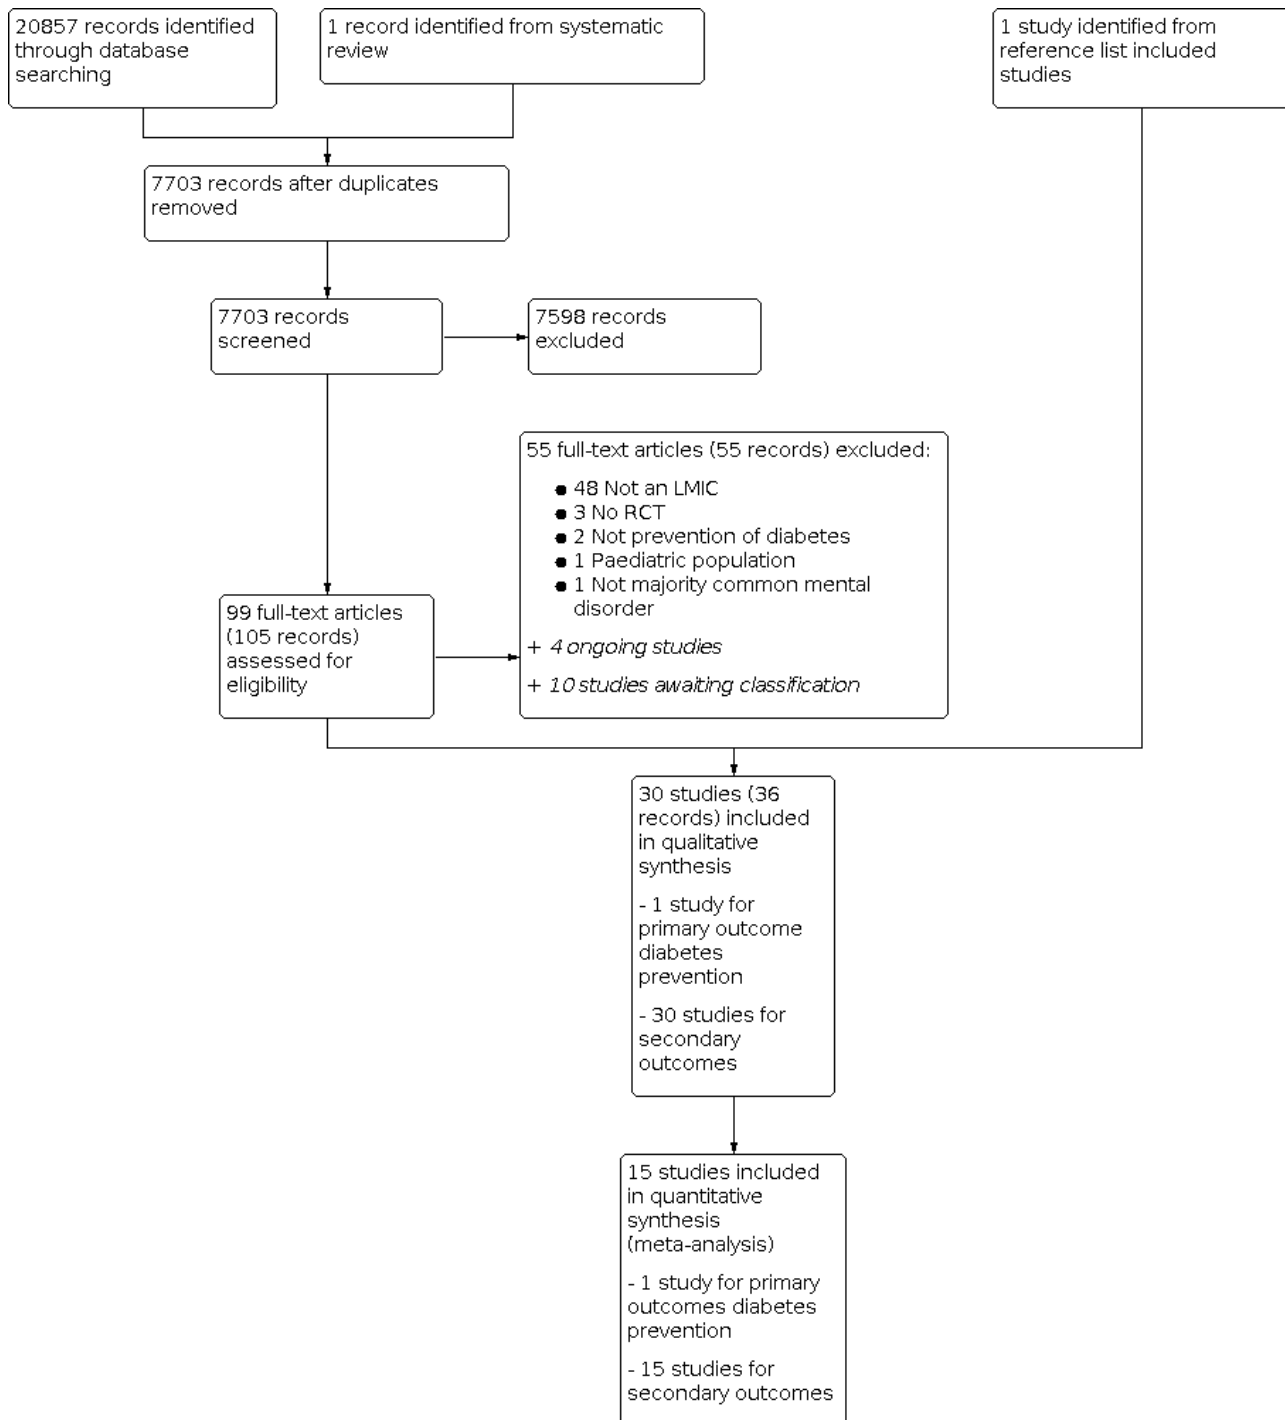 20857 records identified
through database
searching
1 record identified from systematic
review
1 study identified from
reference list included
studies
7703 records after duplicates
removed
7703 records
screened
7598 records
excluded
55 full-text articles (55 records) excluded:
● 48 Not an LMIC
● 3 No RCT
● 2 Not prevention of diabetes
● 1 Paediatric population
● 1 Not majority common mental
disorder
+ 4 ongoing studies
+ 10 studies awaiting classification
99 full-text articles
(105 records)
assessed for
eligibility
30 studies (36
records) included
in qualitative
synthesis
- 1 study for
primary outcome
diabetes
prevention
- 30 studies for
secondary
outcomes
15 studies included
in quantitative
synthesis
(meta-analysis)
- 1 study for primary
outcomes diabetes
prevention
- 15 studies for
secondary outcomes